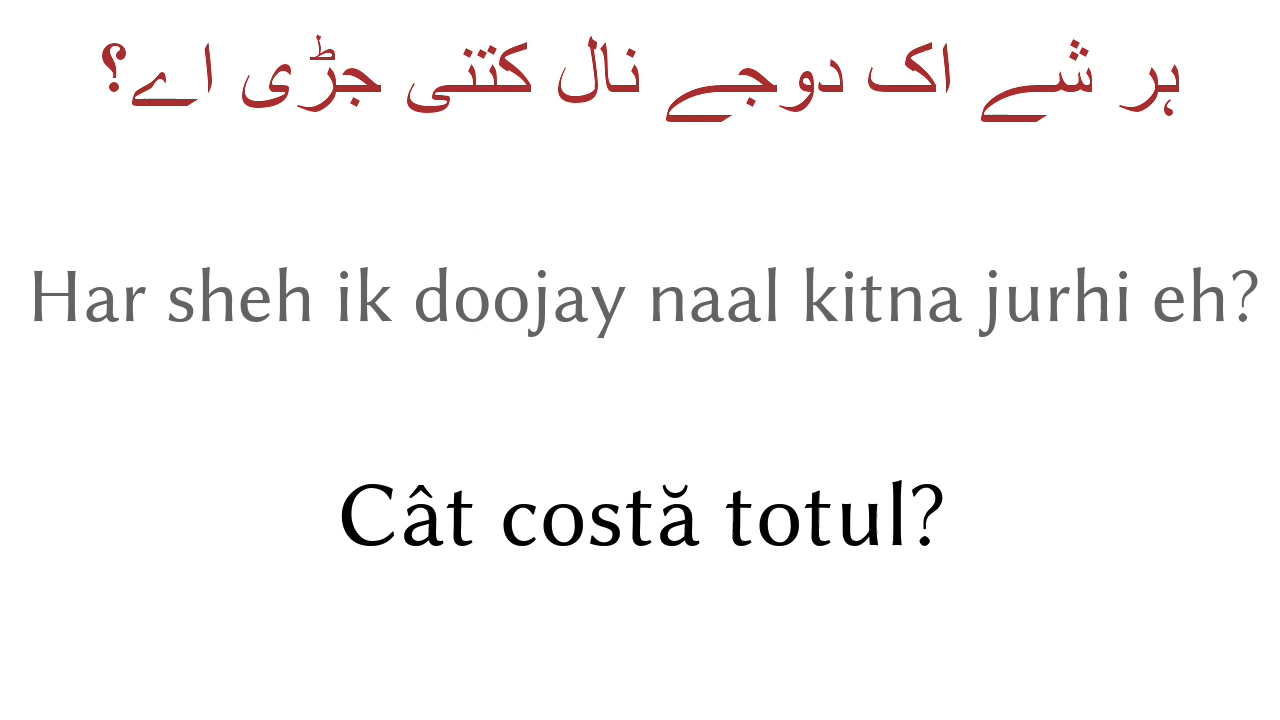 ہر شے اک دوجے نال کتنی جڑی اے؟
Har sheh ik doojay naal kitna jurhi eh?
Cât costă totul?